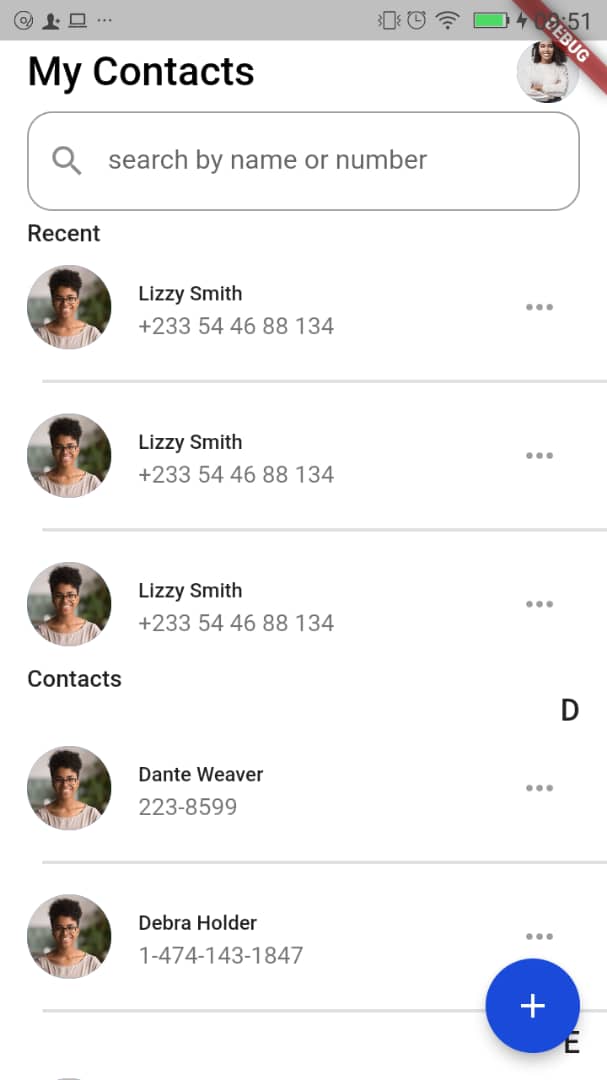 My Contacts
DEBUG
search by name or number
Recent
Lizzy Smith
+233 54 46 88 134
Lizzy Smith
+233 54 46 88 134
Lizzy Smith
+233 54 46 88 134
Contacts
D
Dante Weaver
223-8599
Debra Holder
1-474-143-1847
E